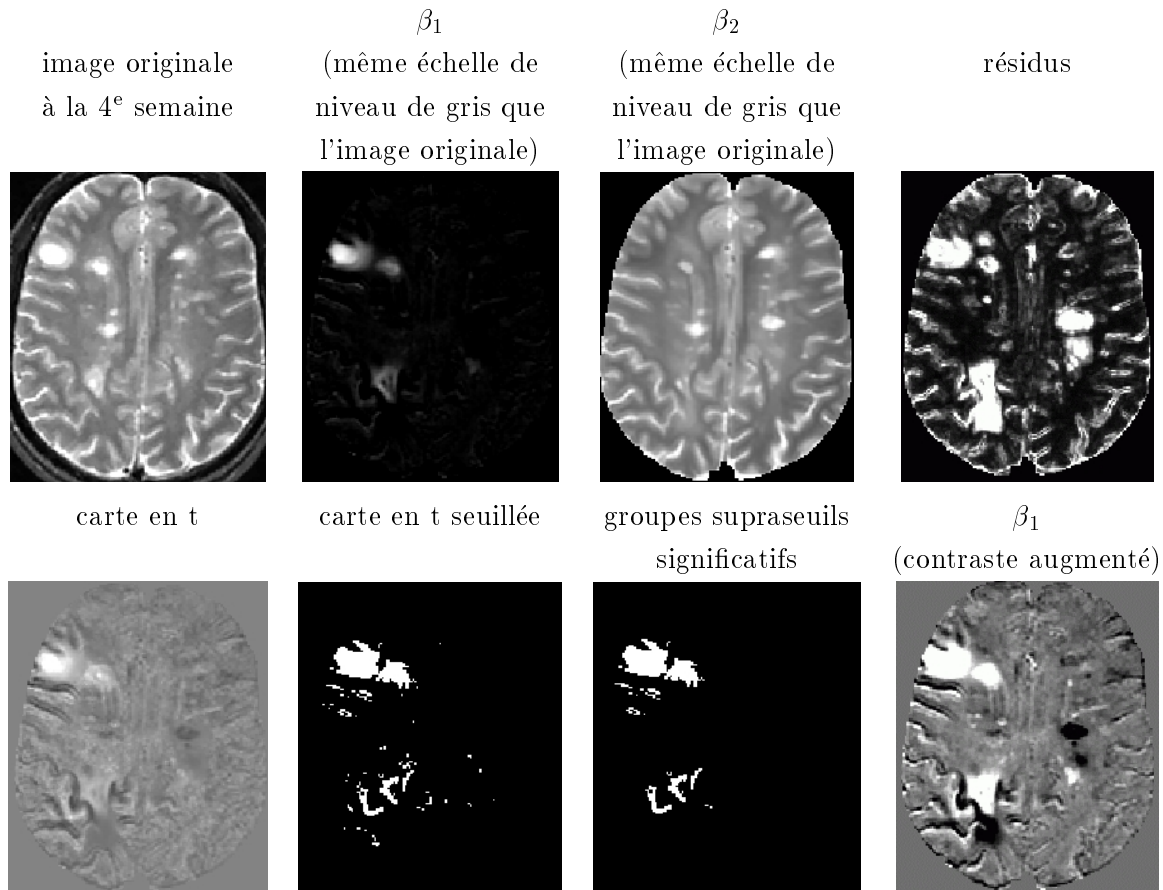 β₁
β₂
image originale
(même échelle de
(même échelle de
résidus
à la 4ᵉ semaine
niveau de gris que
niveau de gris que
l'image originale)
l'image originale)
carte en t
carte en t seuillée
groupes supraseuils
β₁
significatifs
(contraste augmenté)